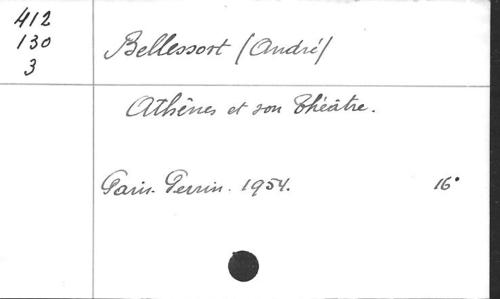 412
130
3
Bellessort (André)
Athènes et son Théâtre.
Paris. Perrin. 1954. 16°